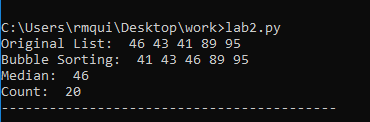 C:\Users\rmqui\Desktop\work>lab2.py
Original List:  46 43 41 89 95
Bubble Sorting:  41 43 46 89 95
Median:  46
Count:  20
------------------------------------------